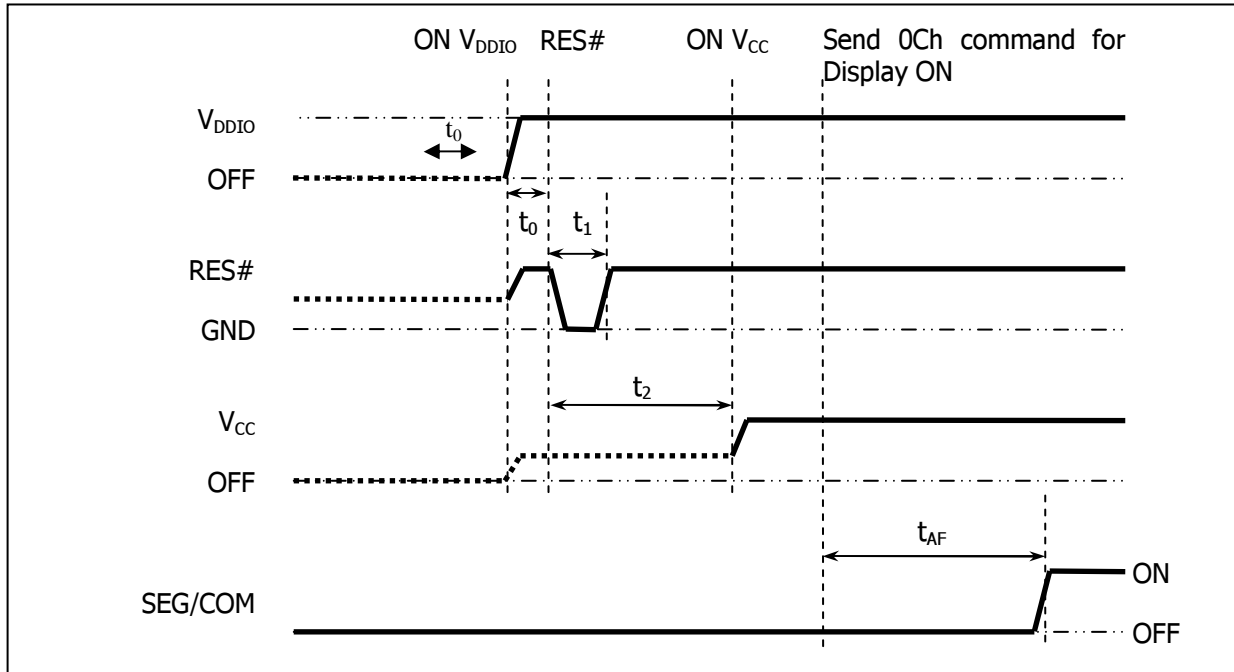 ON VDDIO RES# ON VCC Send 0Ch command for
Display ON
VDDIO
t0
OFF
t0 t1
RES#
GND
t2
VCC
OFF
tAF
ON
SEG/COM
OFF